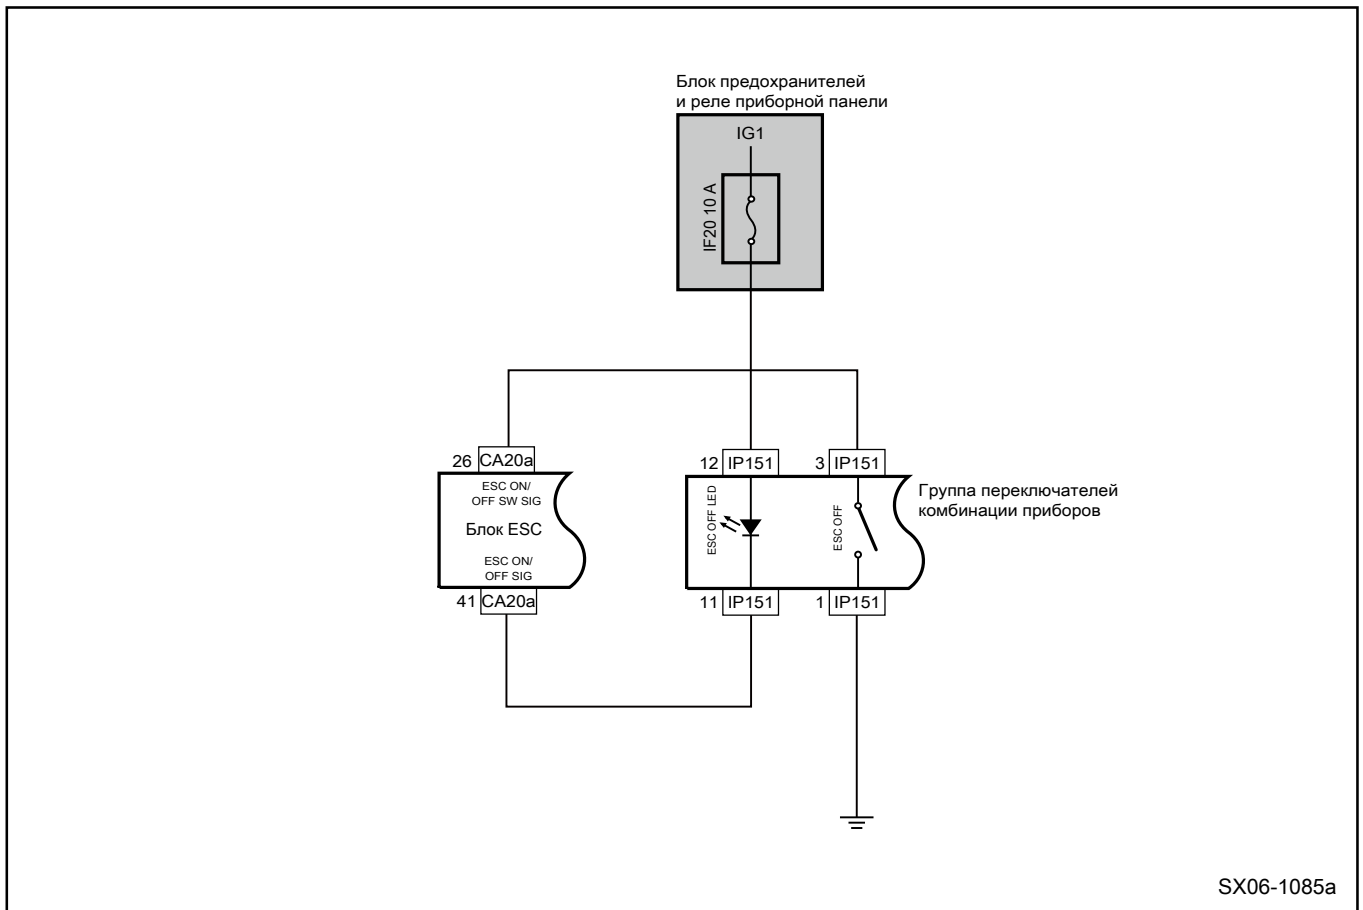 Блок предохранителей
и реле приборной панели
IG1
IF20 10 A
26 CA20a
12 IP151
3 IP151
ESC ON/
OFF SW SIG
Блок ESC
ESC ON/
OFF SIG
ESC OFF LED
ESC OFF
Группа переключателей
комбинации приборов
41 CA20a
11 IP151
1 IP151
SX06-1085a